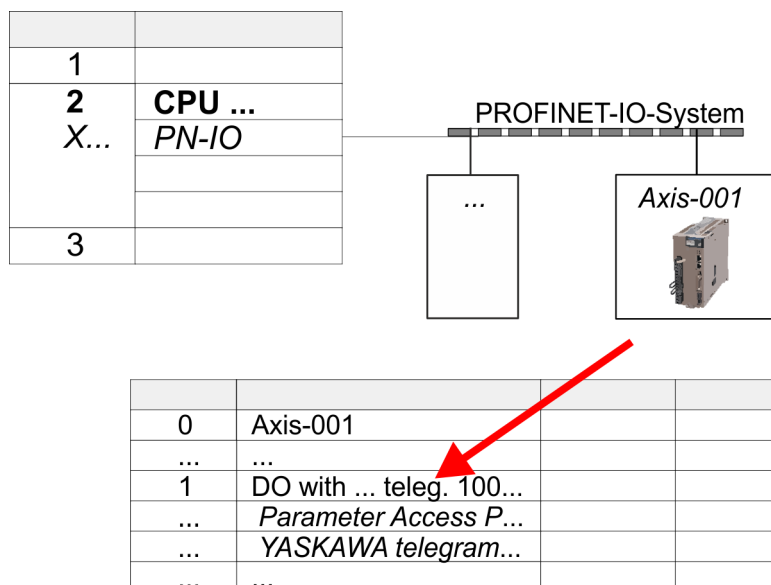 1
2 CPU ...
X... PN-IO
3
PROFINET-IO-System
...
Axis-001
0 Axis-001
... ...
1 DO with ... teleg. 100...
... Parameter Access P...
... YASKAWA telegram...
... ...